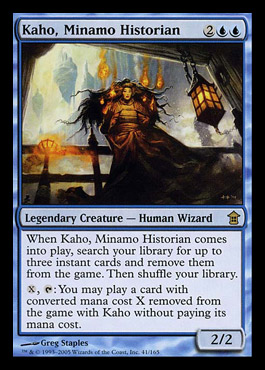 Kaho, Minamo Historian 2
Legendary Creature — Human Wizard
When Kaho, Minamo Historian comes
into play, search your library for up to
three instant cards and remove them
from the game. Then shuffle your library.
X, : You may play a card with
converted mana cost X removed
from the game with Kaho without paying its
mana cost.
2/2
Greg Staples
™ & © 1993–2005 Wizards of the Coast, Inc. 41/165